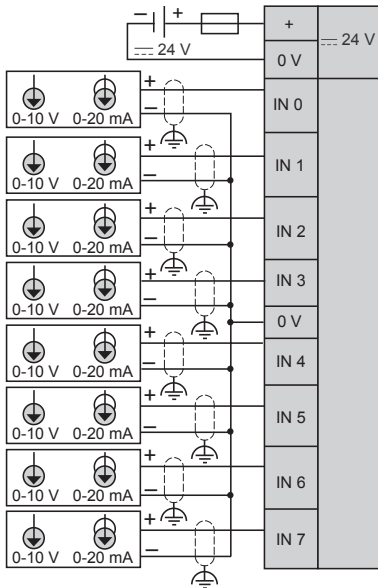 − + +
⎓ 24 V ⎓ 24 V
0 V
+
−
0-10 V 0-20 mA IN 0
+
−
0-10 V 0-20 mA IN 1
+
−
0-10 V 0-20 mA IN 2
+
−
0-10 V 0-20 mA IN 3
0 V
+
−
0-10 V 0-20 mA IN 4
+
−
0-10 V 0-20 mA IN 5
+
−
0-10 V 0-20 mA IN 6
+
−
0-10 V 0-20 mA IN 7